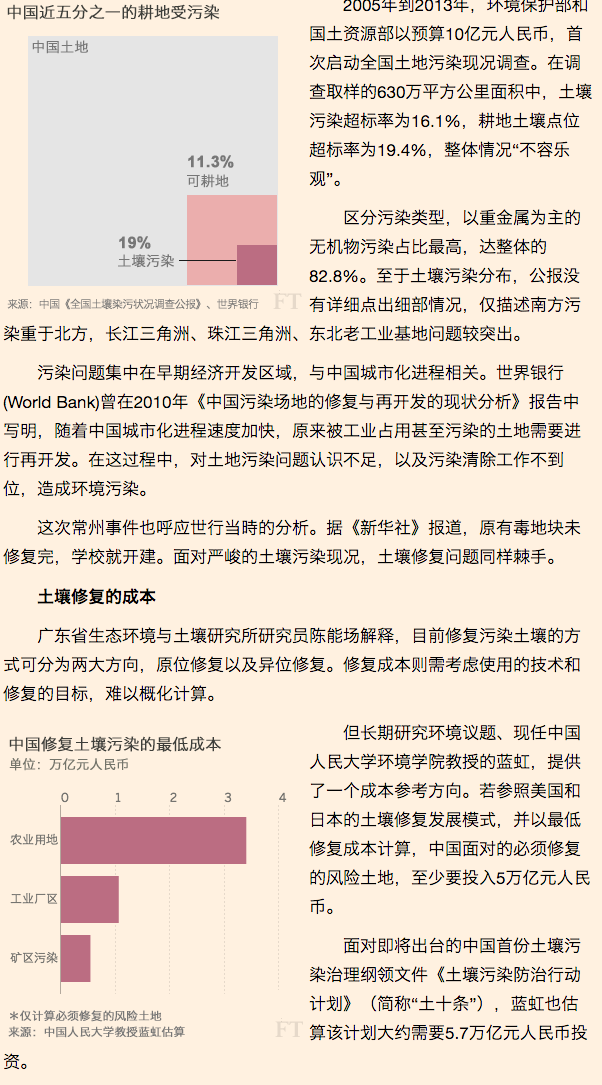 中国近五分之一的耕地受污染
中国土地
11.3%
可耕地
19%
土壤污染
来源：中国《全国土壤染污状况调查公报》、世界银行
FT
2005年到2013年，环境保护部和
国土资源部以预算10亿元人民币，首
次启动全国土地污染现况调查。在调
查取样的630万平方公里面积中，土壤
污染超标率为16.1%，耕地土壤点位
超标率为19.4%，整体情况“不容乐
观”。
区分污染类型，以重金属为主的
无机物污染占比最高，达整体的
82.8%。至于土壤污染分布，公报没
有详细点出细部情况，仅描述南方污
染重于北方，长江三角洲、珠江三角洲、东北老工业基地问题较突出。
污染问题集中在早期经济开发区域，与中国城市化进程相关。世界银行
(World Bank)曾在2010年《中国污染场地的修复与再开发的现状分析》报告中
写明，随着中国城市化进程速度加快，原来被工业占用甚至污染的土地需要进
行再开发。在这过程中，对土地污染问题认识不足，以及污染清除工作不到
位，造成环境污染。
这次常州事件也呼应世行当時的分析。据《新华社》报道，原有毒地块未
修复完，学校就开建。面对严峻的土壤污染现况，土壤修复问题同样棘手。
土壤修复的成本
广东省生态环境与土壤研究所研究员陈能场解释，目前修复污染土壤的方
式可分为两大方向，原位修复以及异位修复。修复成本则需考虑使用的技术和
修复的目标，难以概化计算。
中国修复土壤污染的最低成本
单位：万亿元人民币
0 1 2 3 4
农业用地
工业厂区
矿区污染
＊仅计算必须修复的风险土地
来源：中国人民大学教授蓝虹估算
FT
但长期研究环境议题、现任中国
人民大学环境学院教授的蓝虹，提供
了一个成本参考方向。若参照美国和
日本的土壤修复发展模式，并以最低
修复成本计算，中国面对的必须修复
的风险土地，至少要投入5万亿元人民
币。
面对即将出台的中国首份土壤污
染治理纲领文件《土壤污染防治行动
计划》（简称“土十条”），蓝虹也估
算该计划大约需要5.7万亿元人民币投
资。